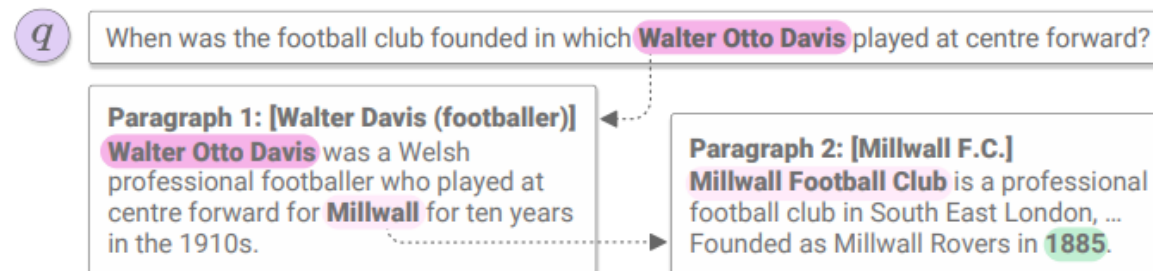 q
When was the football club founded in which Walter Otto Davis played at centre forward?
Paragraph 1: [Walter Davis (footballer)]
Walter Otto Davis was a Welsh
professional footballer who played at
centre forward for Millwall for ten years
in the 1910s.
Paragraph 2: [Millwall F.C.]
Millwall Football Club is a professional
football club in South East London, ...
Founded as Millwall Rovers in 1885.